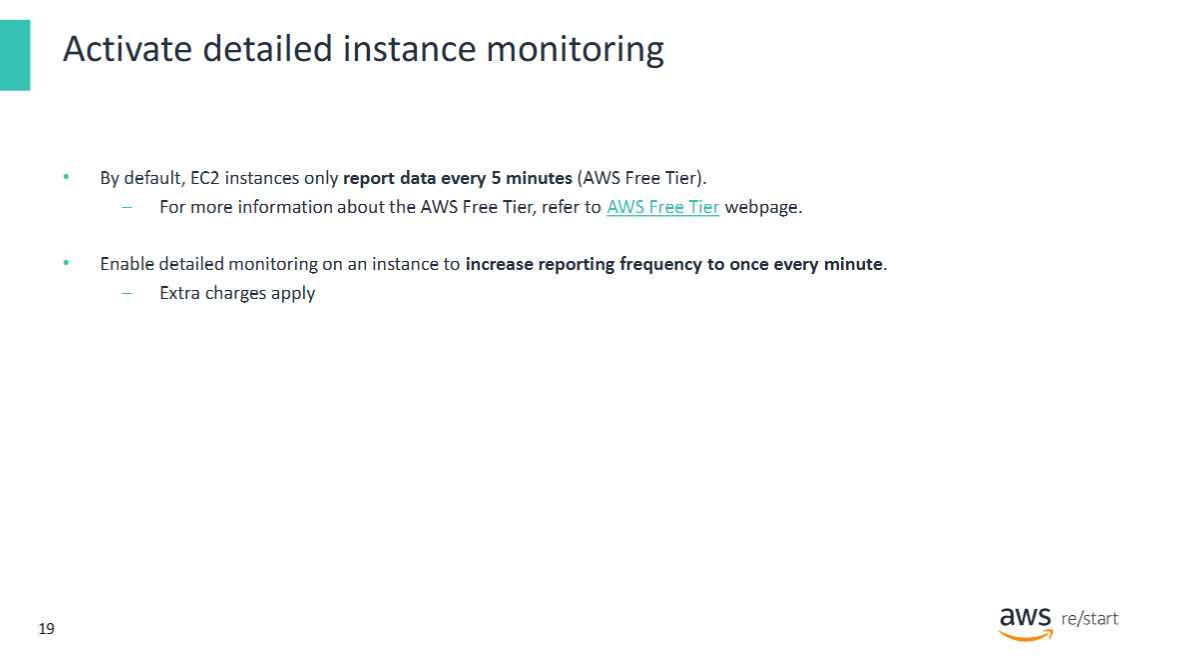 Activate detailed instance monitoring
• By default, EC2 instances only report data every 5 minutes (AWS Free Tier).
– For more information about the AWS Free Tier, refer to AWS Free Tier webpage.
• Enable detailed monitoring on an instance to increase reporting frequency to once every minute.
– Extra charges apply
19
aws re/start